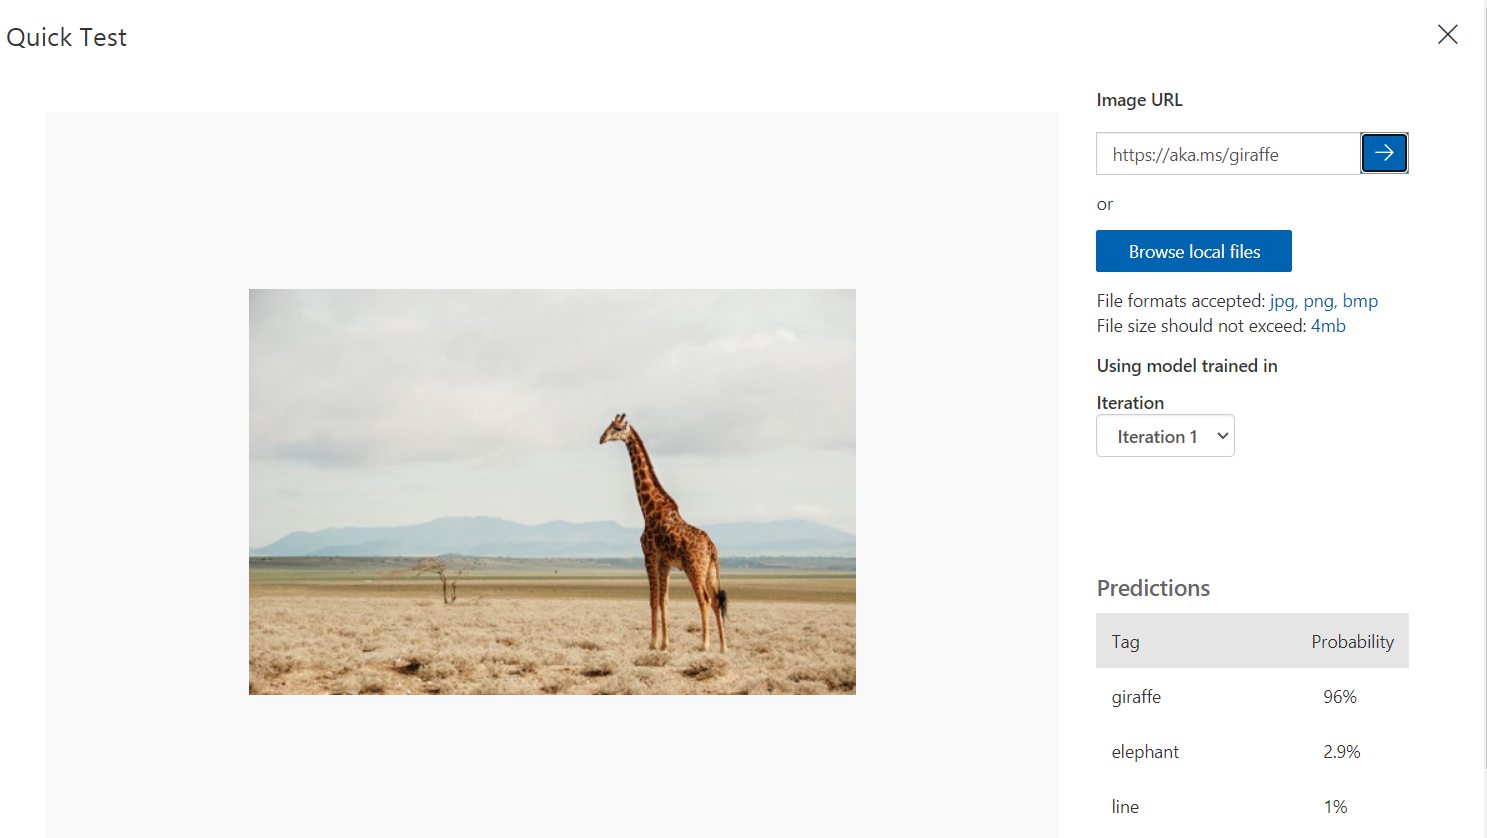 Quick Test
Image URL
https://aka.ms/giraffe
or
Browse local files
File formats accepted: jpg, png, bmp
File size should not exceed: 4mb
Using model trained in
Iteration
Iteration 1
Predictions
Tag Probability
giraffe 96%
elephant 2.9%
line 1%